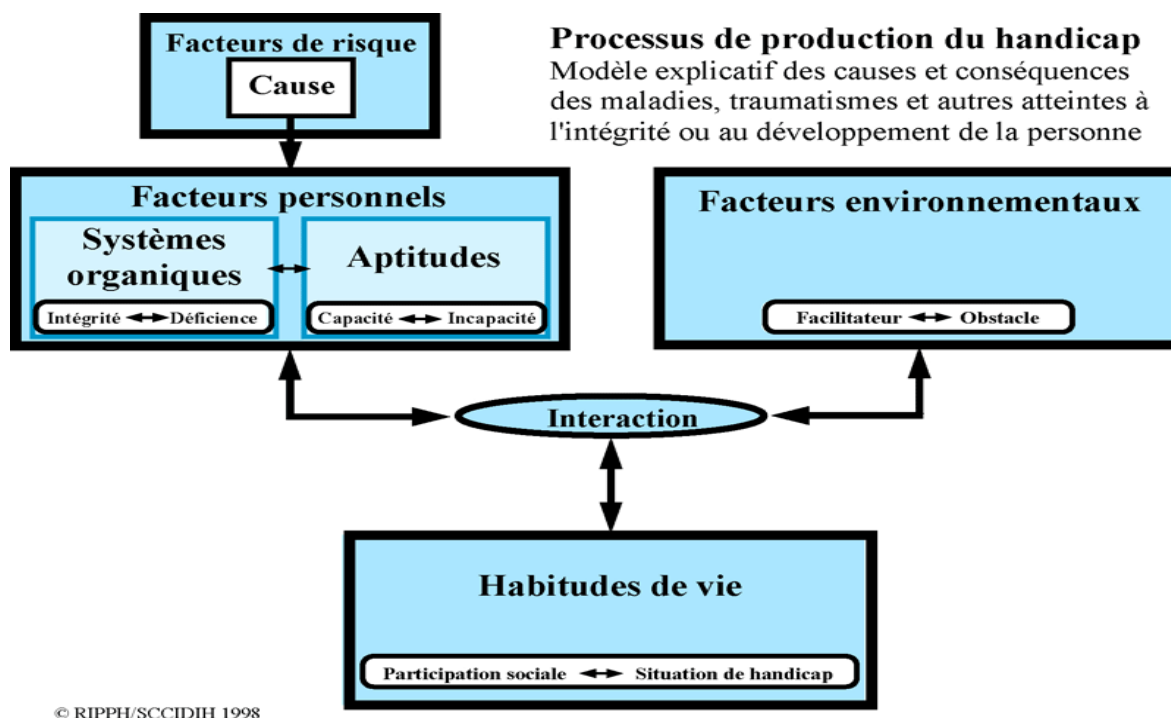 Facteurs de risque
Cause
Processus de production du handicap
Modèle explicatif des causes et conséquences
des maladies, traumatismes et autres atteintes à
l'intégrité ou au développement de la personne
Facteurs personnels
Systèmes
organiques
Intégrité Déficience
Aptitudes
Capacité Incapacité
Facteurs environnementaux
Facilitateur Obstacle
Interaction
Habitudes de vie
Participation sociale Situation de handicap
© RIPPH/SCCIDIH 1998